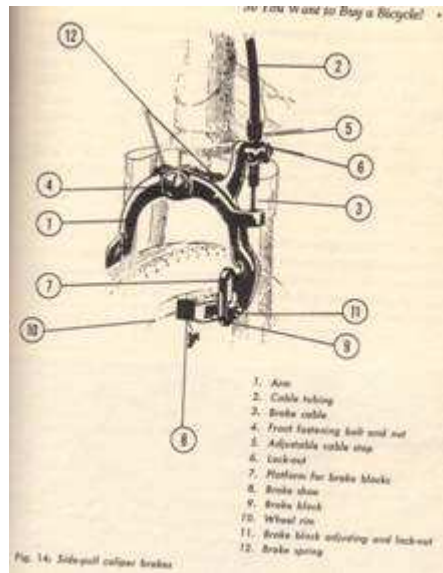 So You Want to Buy a Bicycle?
12
2
5
6
4
3
1
7
11
10
9
8
1. Arm
2. Cable tubing
3. Brake cable
4. Front fastening bolt and nut
5. Adjustable cable stop
6. Lock-nut
7. Platform for brake blocks
8. Brake shoe
9. Brake block
10. Wheel rim
11. Brake block adjusting and lock-nut
12. Brake spring
Fig. 14: Side-pull caliper brakes